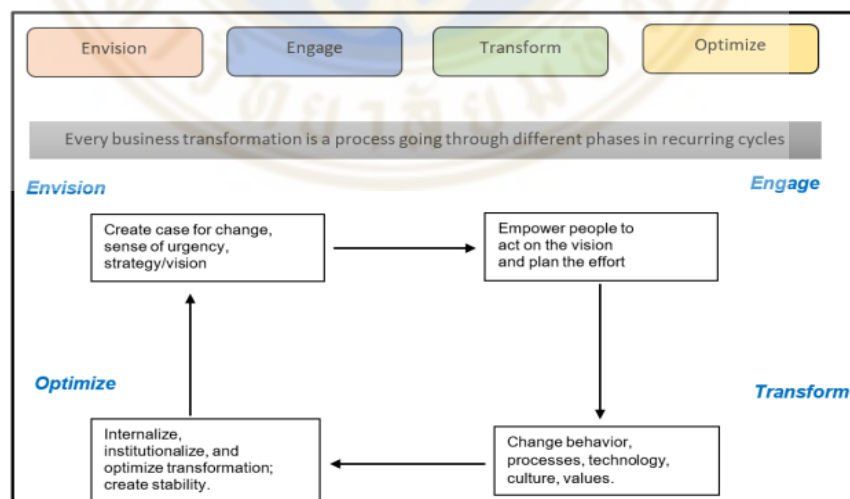 Envision
Engage
Transform
Optimize
Every business transformation is a process going through different phases in recurring cycles
Envision
Engage
Create case for change,
sense of urgency,
strategy/vision
Empower people to
act on the vision
and plan the effort
Optimize
Transform
Internalize,
institutionalize, and
optimize transformation;
create stability.
Change behavior,
processes, technology,
culture, values.